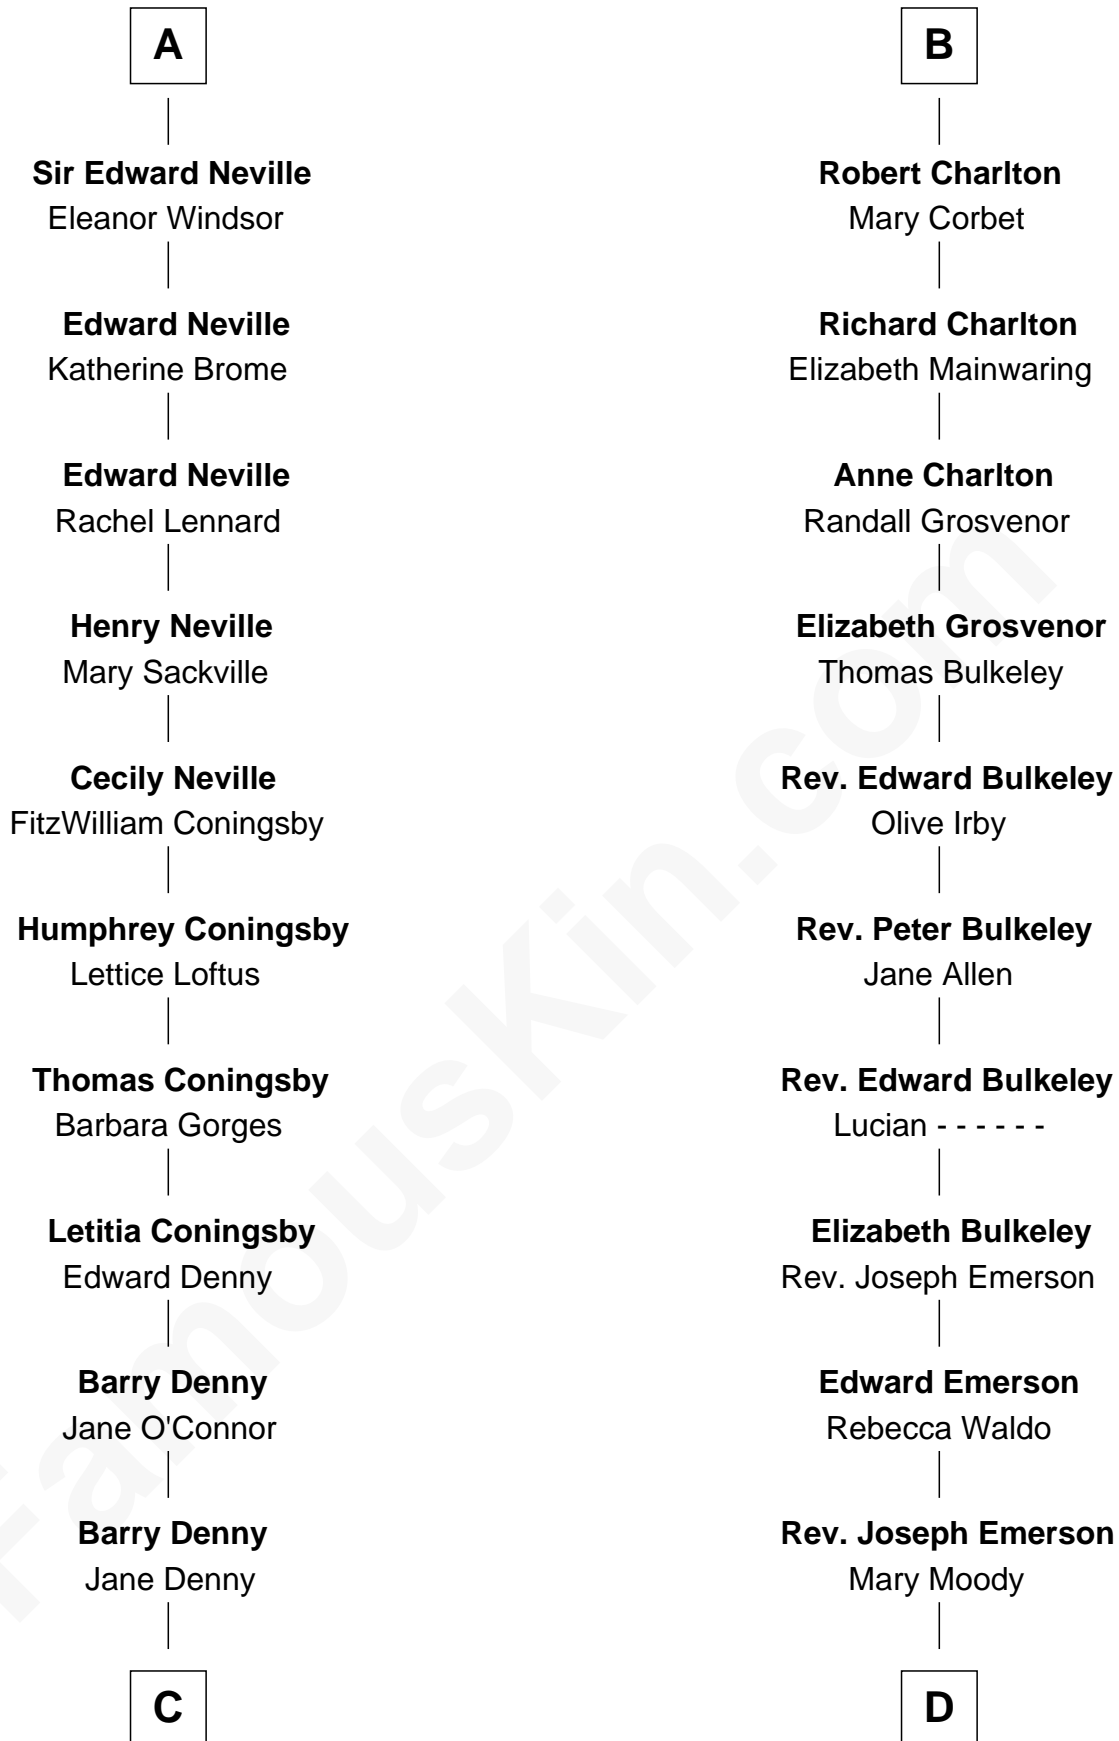 A
Sir Edward Neville
Eleanor Windsor
Edward Neville
Katherine Brome
Edward Neville
Rachel Lennard
Henry Neville
Mary Sackville
Cecily Neville
FitzWilliam Coningsby
Humphrey Coningsby
Lettice Loftus
Thomas Coningsby
Barbara Gorges
Letitia Coningsby
Edward Denny
Barry Denny
Jane O'Connor
Barry Denny
Jane Denny
C
B
Robert Charlton
Mary Corbet
Richard Charlton
Elizabeth Mainwaring
Anne Charlton
Randall Grosvenor
Elizabeth Grosvenor
Thomas Bulkeley
Rev. Edward Bulkeley
Olive Irby
Rev. Peter Bulkeley
Jane Allen
Rev. Edward Bulkeley
Lucian - - - - - -
Elizabeth Bulkeley
Rev. Joseph Emerson
Edward Emerson
Rebecca Waldo
Rev. Joseph Emerson
Mary Moody
D
FamousKin.com